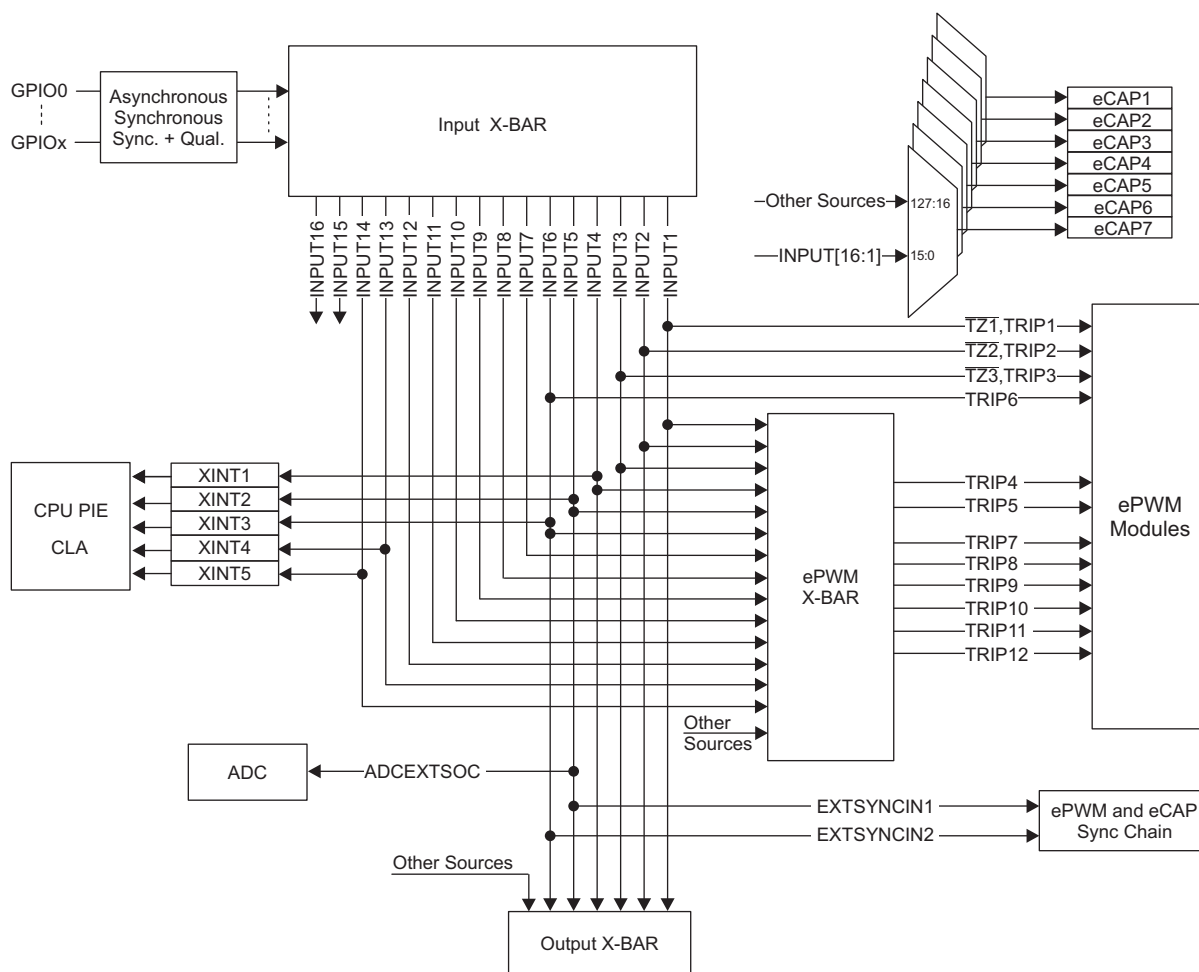 GPIO0
GPIOx
Asynchronous
Synchronous
Sync. + Qual.
Input X-BAR
eCAP1
eCAP2
eCAP3
eCAP4
eCAP5
eCAP6
eCAP7
Other Sources
127:16
INPUT[16:1]
15:0
INPUT16
INPUT15
INPUT14
INPUT13
INPUT12
INPUT11
INPUT10
INPUT9
INPUT8
INPUT7
INPUT6
INPUT5
INPUT4
INPUT3
INPUT2
INPUT1
TZ1,TRIP1
TZ2,TRIP2
TZ3,TRIP3
TRIP6
CPU PIE
CLA
XINT1
XINT2
XINT3
XINT4
XINT5
ePWM
X-BAR
TRIP4
TRIP5
TRIP7
TRIP8
TRIP9
TRIP10
TRIP11
TRIP12
ePWM
Modules
Other
Sources
ADC
ADCEXTSOC
EXTSYNCIN1
EXTSYNCIN2
ePWM and eCAP
Sync Chain
Other Sources
Output X-BAR